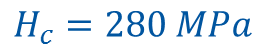 H_c = 280 MPa